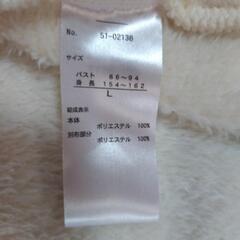 No. 51-02138
サイズ
バスト 86~94
身長 154~162
L
組成表示
本体
ポリエステル 100%
別布部分
ポリエステル 100%